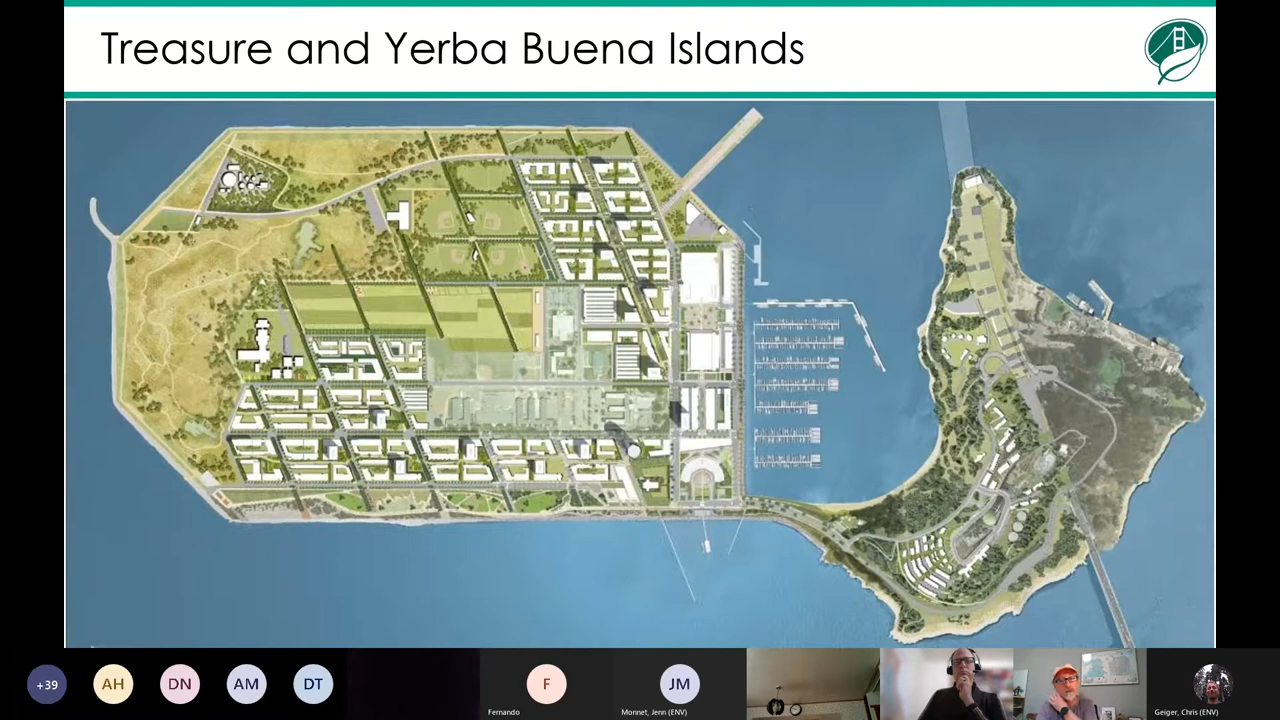 Treasure and Yerba Buena Islands
+39
AH
DN
AM
DT
F
JM
Fernando
Monnet, Jenn (ENV)
Geiger, Chris (ENV)